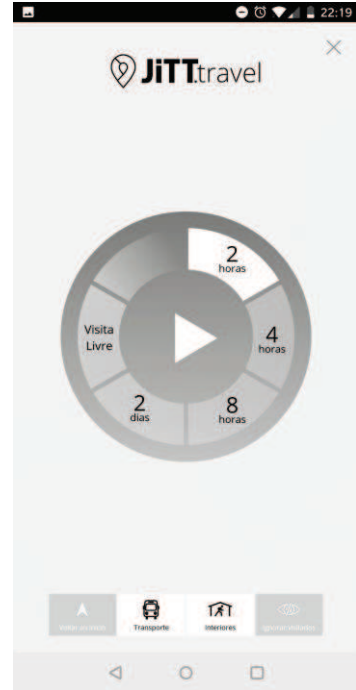 22:19
JiTT.travel
2
horas
4
horas
8
horas
2
dias
Visita
Livre
Transporte
Interiores